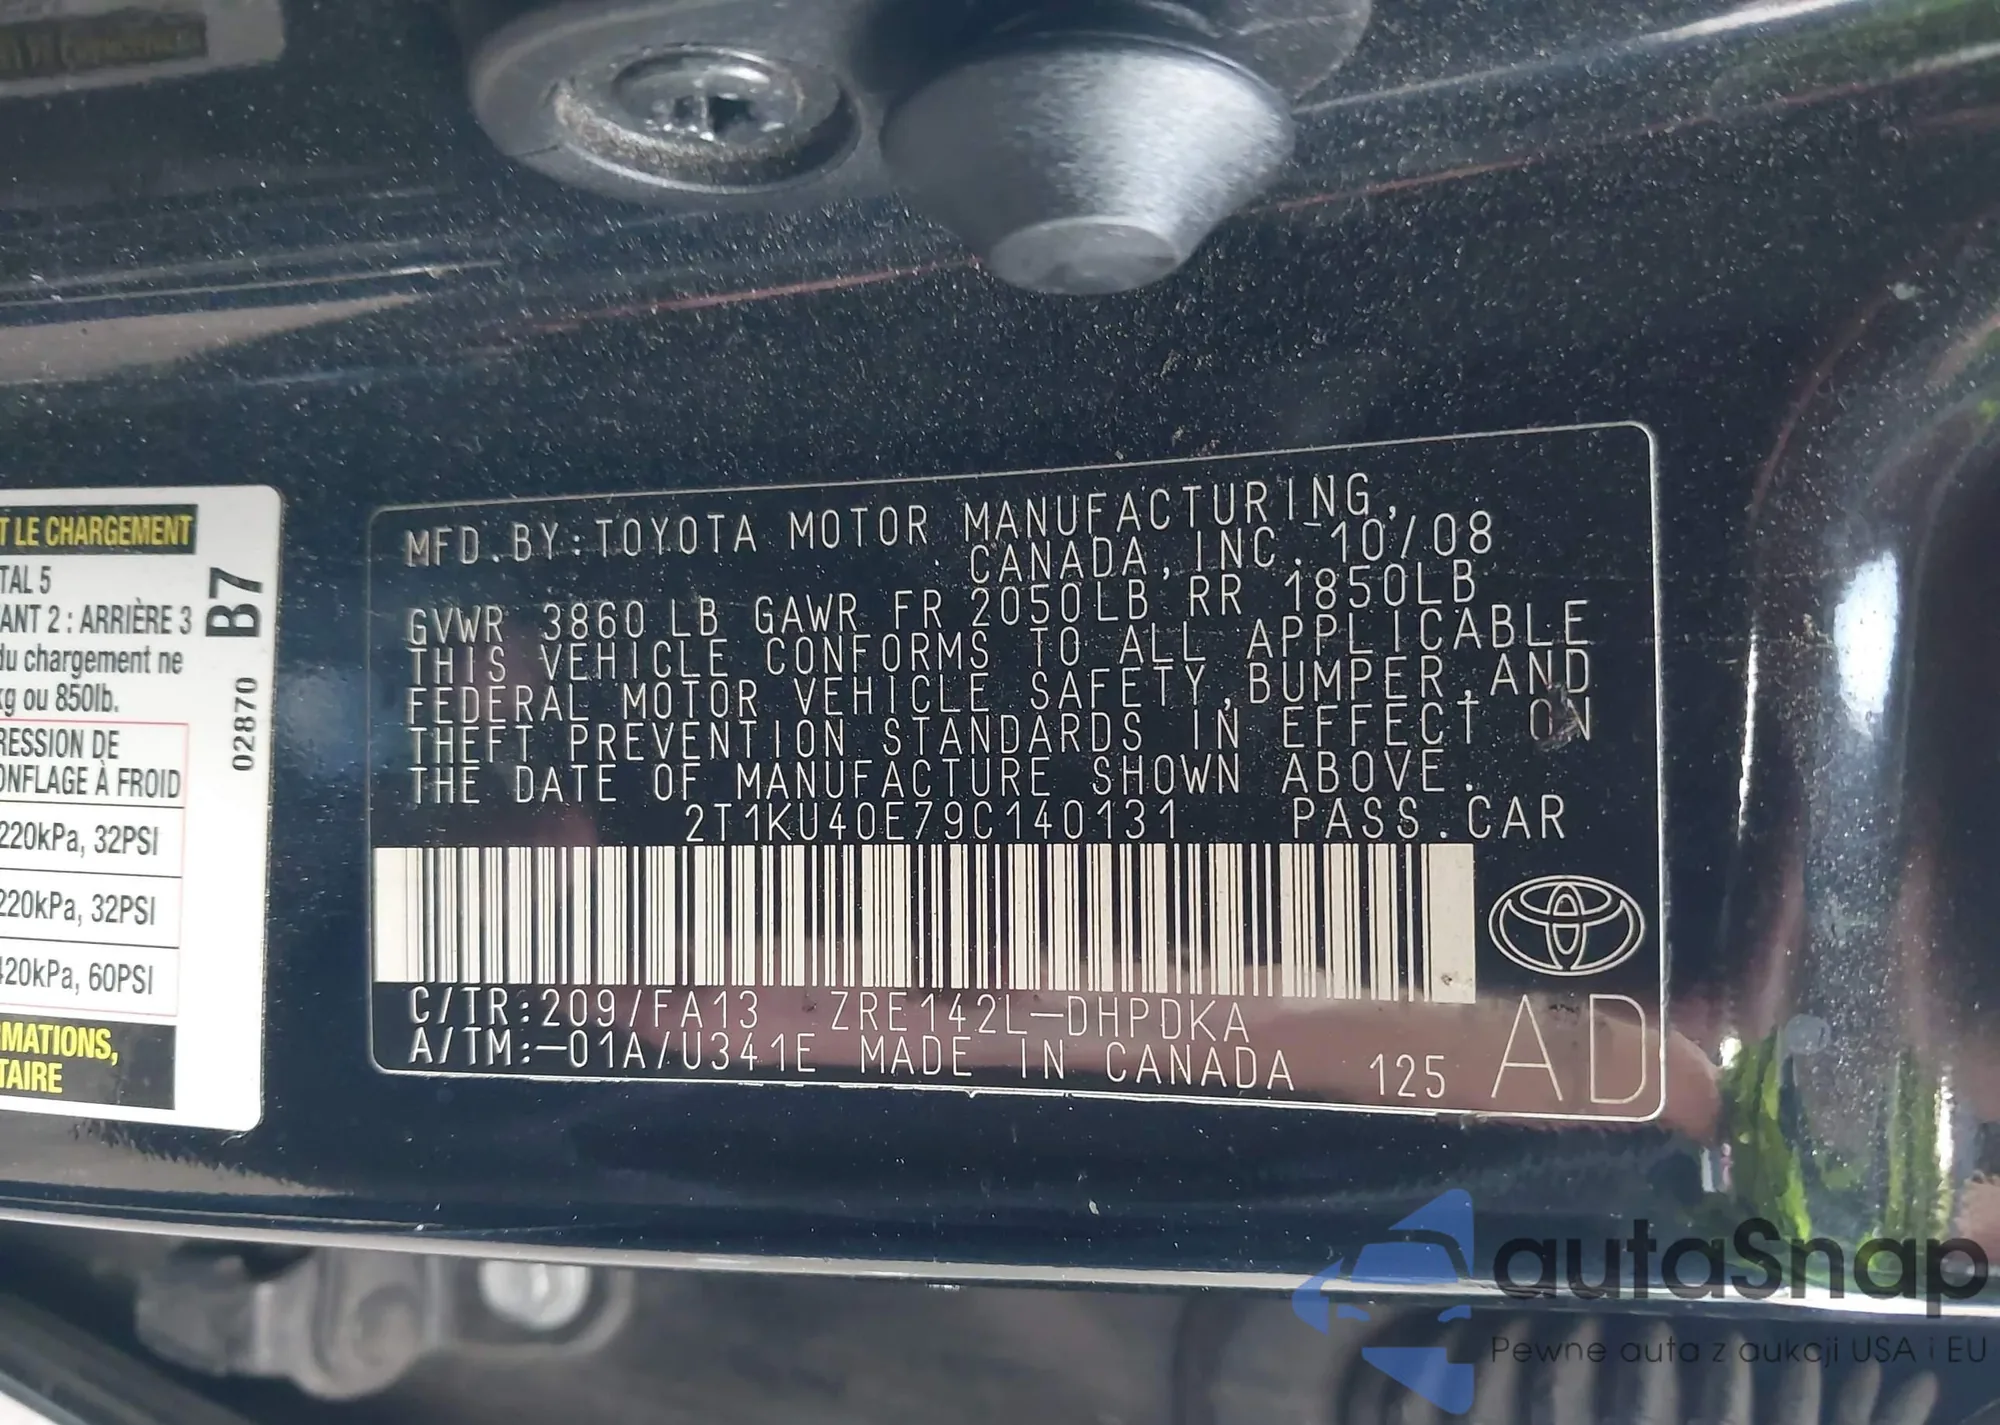 T LE CHARGEMENT
TAL 5
ANT 2 : ARRIÈRE 3
du chargement ne
kg ou 850lb.
RESSION DE
ONFLAGE À FROID
220kPa, 32PSI
220kPa, 32PSI
420kPa, 60PSI
RMATIONS,
TAIRE
B7
02870
MFD.BY:TOYOTA MOTOR MANUFACTURING,
CANADA,INC. 10/08
GVWR 3860 LB GAWR FR 2050LB RR 1850LB
THIS VEHICLE CONFORMS TO ALL APPLICABLE
FEDERAL MOTOR VEHICLE SAFETY,BUMPER,AND
THEFT PREVENTION STANDARDS IN EFFECT ON
THE DATE OF MANUFACTURE SHOWN ABOVE.
2T1KU40E79C140131 PASS.CAR
C/TR:209/FA13 ZRE142L-DHPDKA
A/TM:-01A/U341E MADE IN CANADA 125 AD
autaSnap
Pewne auta z aukcji USA i EU